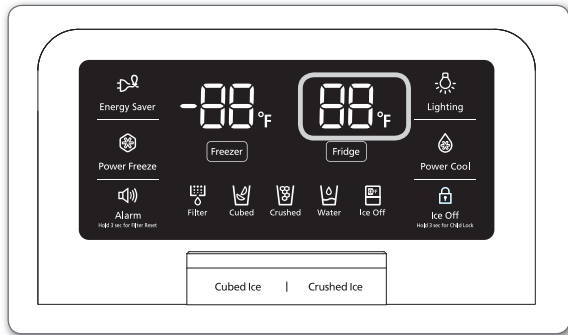 Energy Saver
-88°F
88°F
Lighting
Freezer
Fridge
Power Freeze
Power Cool
Alarm
Hold 3 sec for Filter Reset
Filter
Cubed
Crushed
Water
Ice Off
Ice Off
Hold 3 sec for Child Lock
Cubed Ice | Crushed Ice